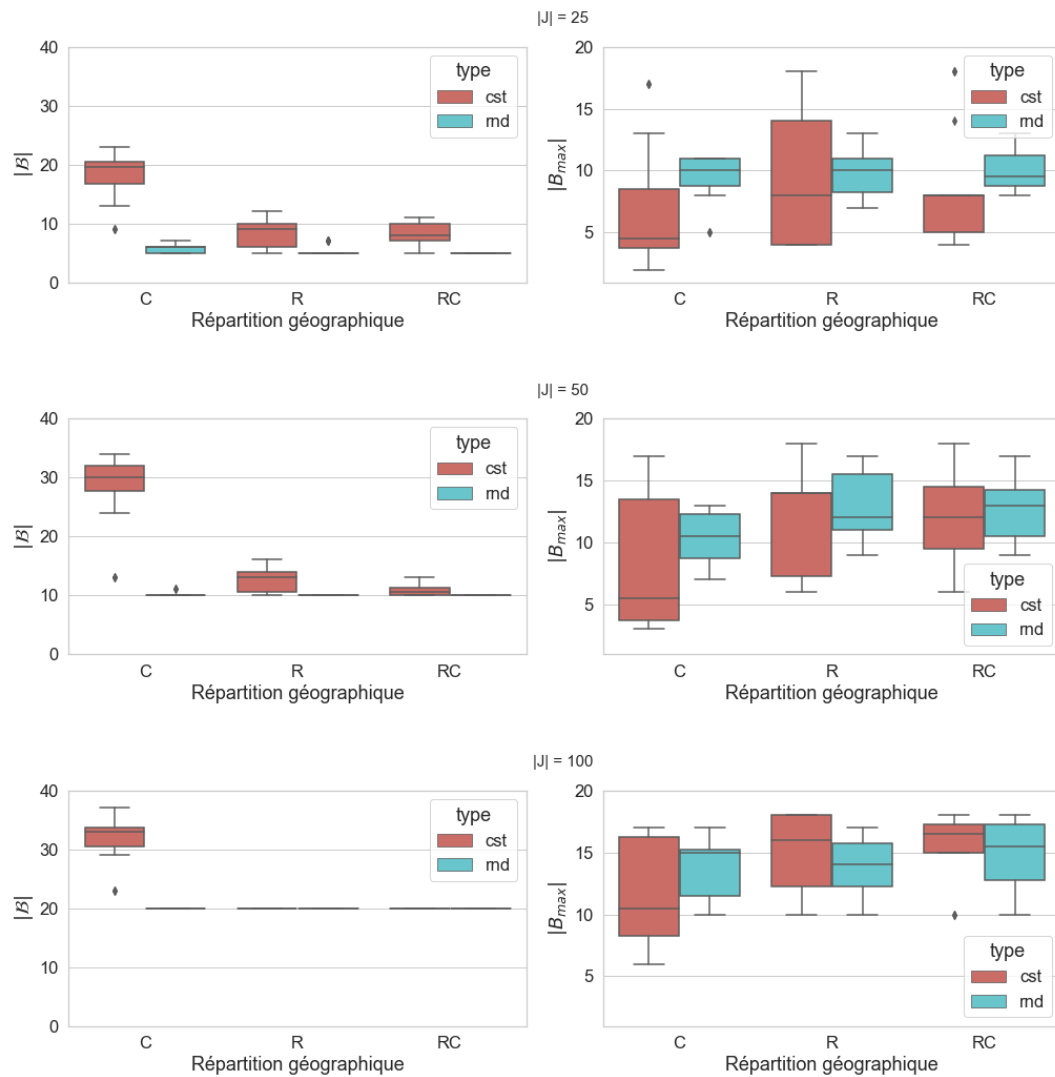 |J| = 25
40
30
20
10
0
|ℬ|
type
cst
rnd
C
R
RC
Répartition géographique
20
15
10
5
|B_max|
type
cst
rnd
C
R
RC
Répartition géographique
|J| = 50
40
30
20
10
0
|ℬ|
type
cst
rnd
C
R
RC
Répartition géographique
20
15
10
5
|B_max|
type
cst
rnd
C
R
RC
Répartition géographique
|J| = 100
40
30
20
10
0
|ℬ|
type
cst
rnd
C
R
RC
Répartition géographique
20
15
10
5
|B_max|
type
cst
rnd
C
R
RC
Répartition géographique